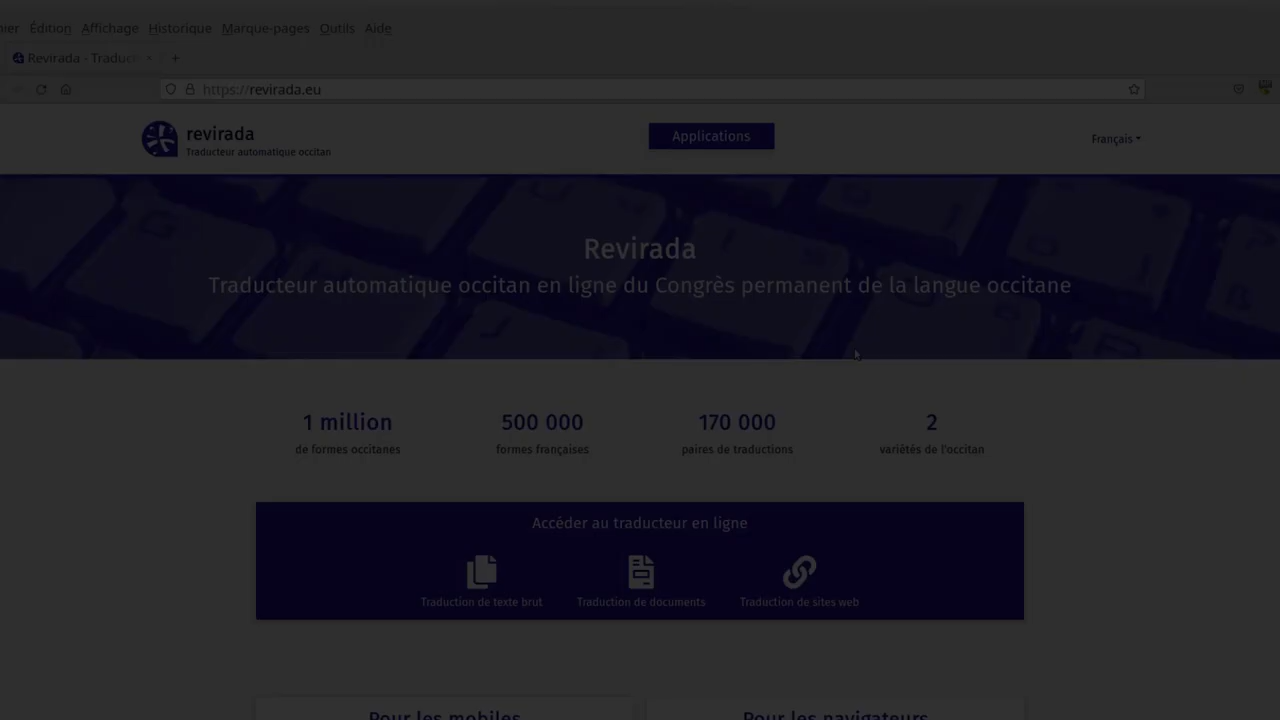 ier Édition Affichage Historique Marque-pages Outils Aide
Revirada - Traduct × +
https://revirada.eu
revirada
Traducteur automatique occitan
Applications
Français
Revirada
Traducteur automatique occitan en ligne du Congrès permanent de la langue occitane
1 million
de formes occitanes
500 000
formes françaises
170 000
paires de traductions
2
variétés de l'occitan
Accéder au traducteur en ligne
Traduction de texte brut
Traduction de documents
Traduction de sites web
Pour les mobiles
Pour les navigateurs